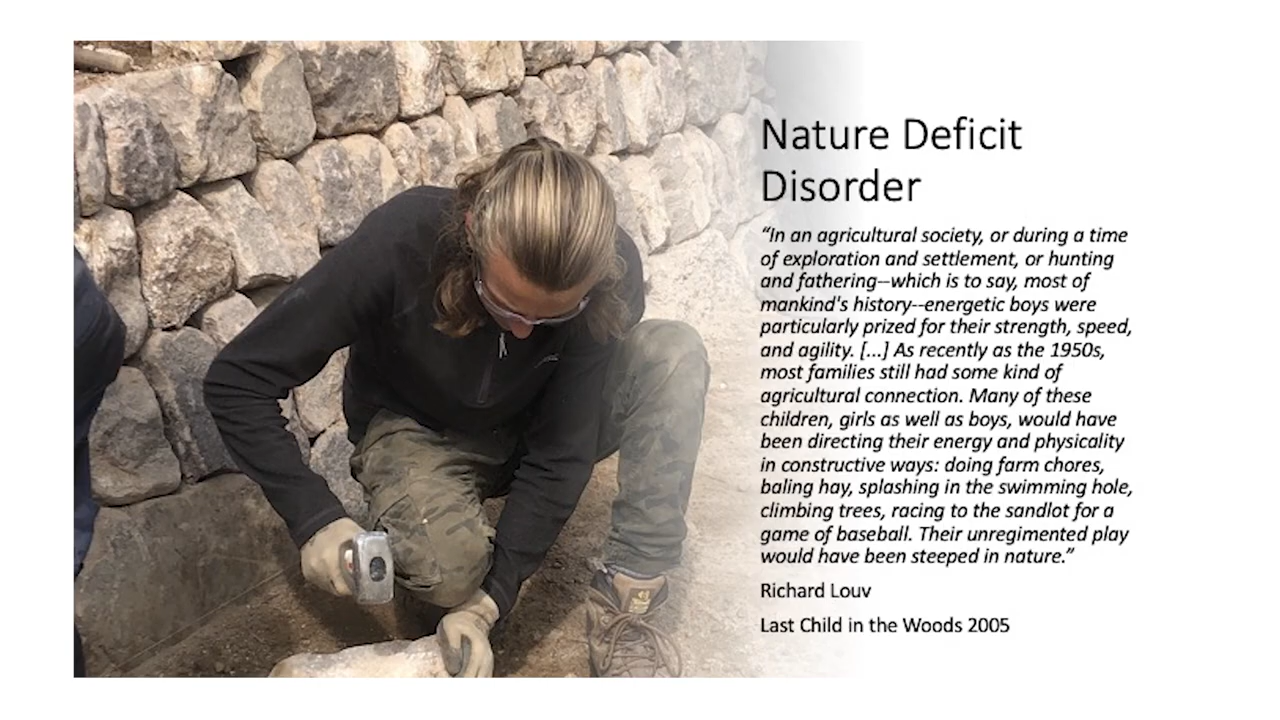 Nature Deficit
Disorder
“In an agricultural society, or during a time
of exploration and settlement, or hunting
and fathering--which is to say, most of
mankind's history--energetic boys were
particularly prized for their strength, speed,
and agility. [...] As recently as the 1950s,
most families still had some kind of
agricultural connection. Many of these
children, girls as well as boys, would have
been directing their energy and physicality
in constructive ways: doing farm chores,
baling hay, splashing in the swimming hole,
climbing trees, racing to the sandlot for a
game of baseball. Their unregimented play
would have been steeped in nature.”
Richard Louv
Last Child in the Woods 2005